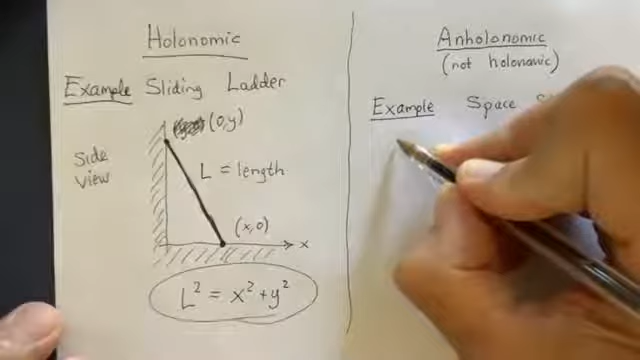 Holonomic
Example Sliding Ladder
(0,y)
Side
view
L = length
(x,0)
x
L² = x² + y²
Anholonomic
(not holonomic)
Example Space